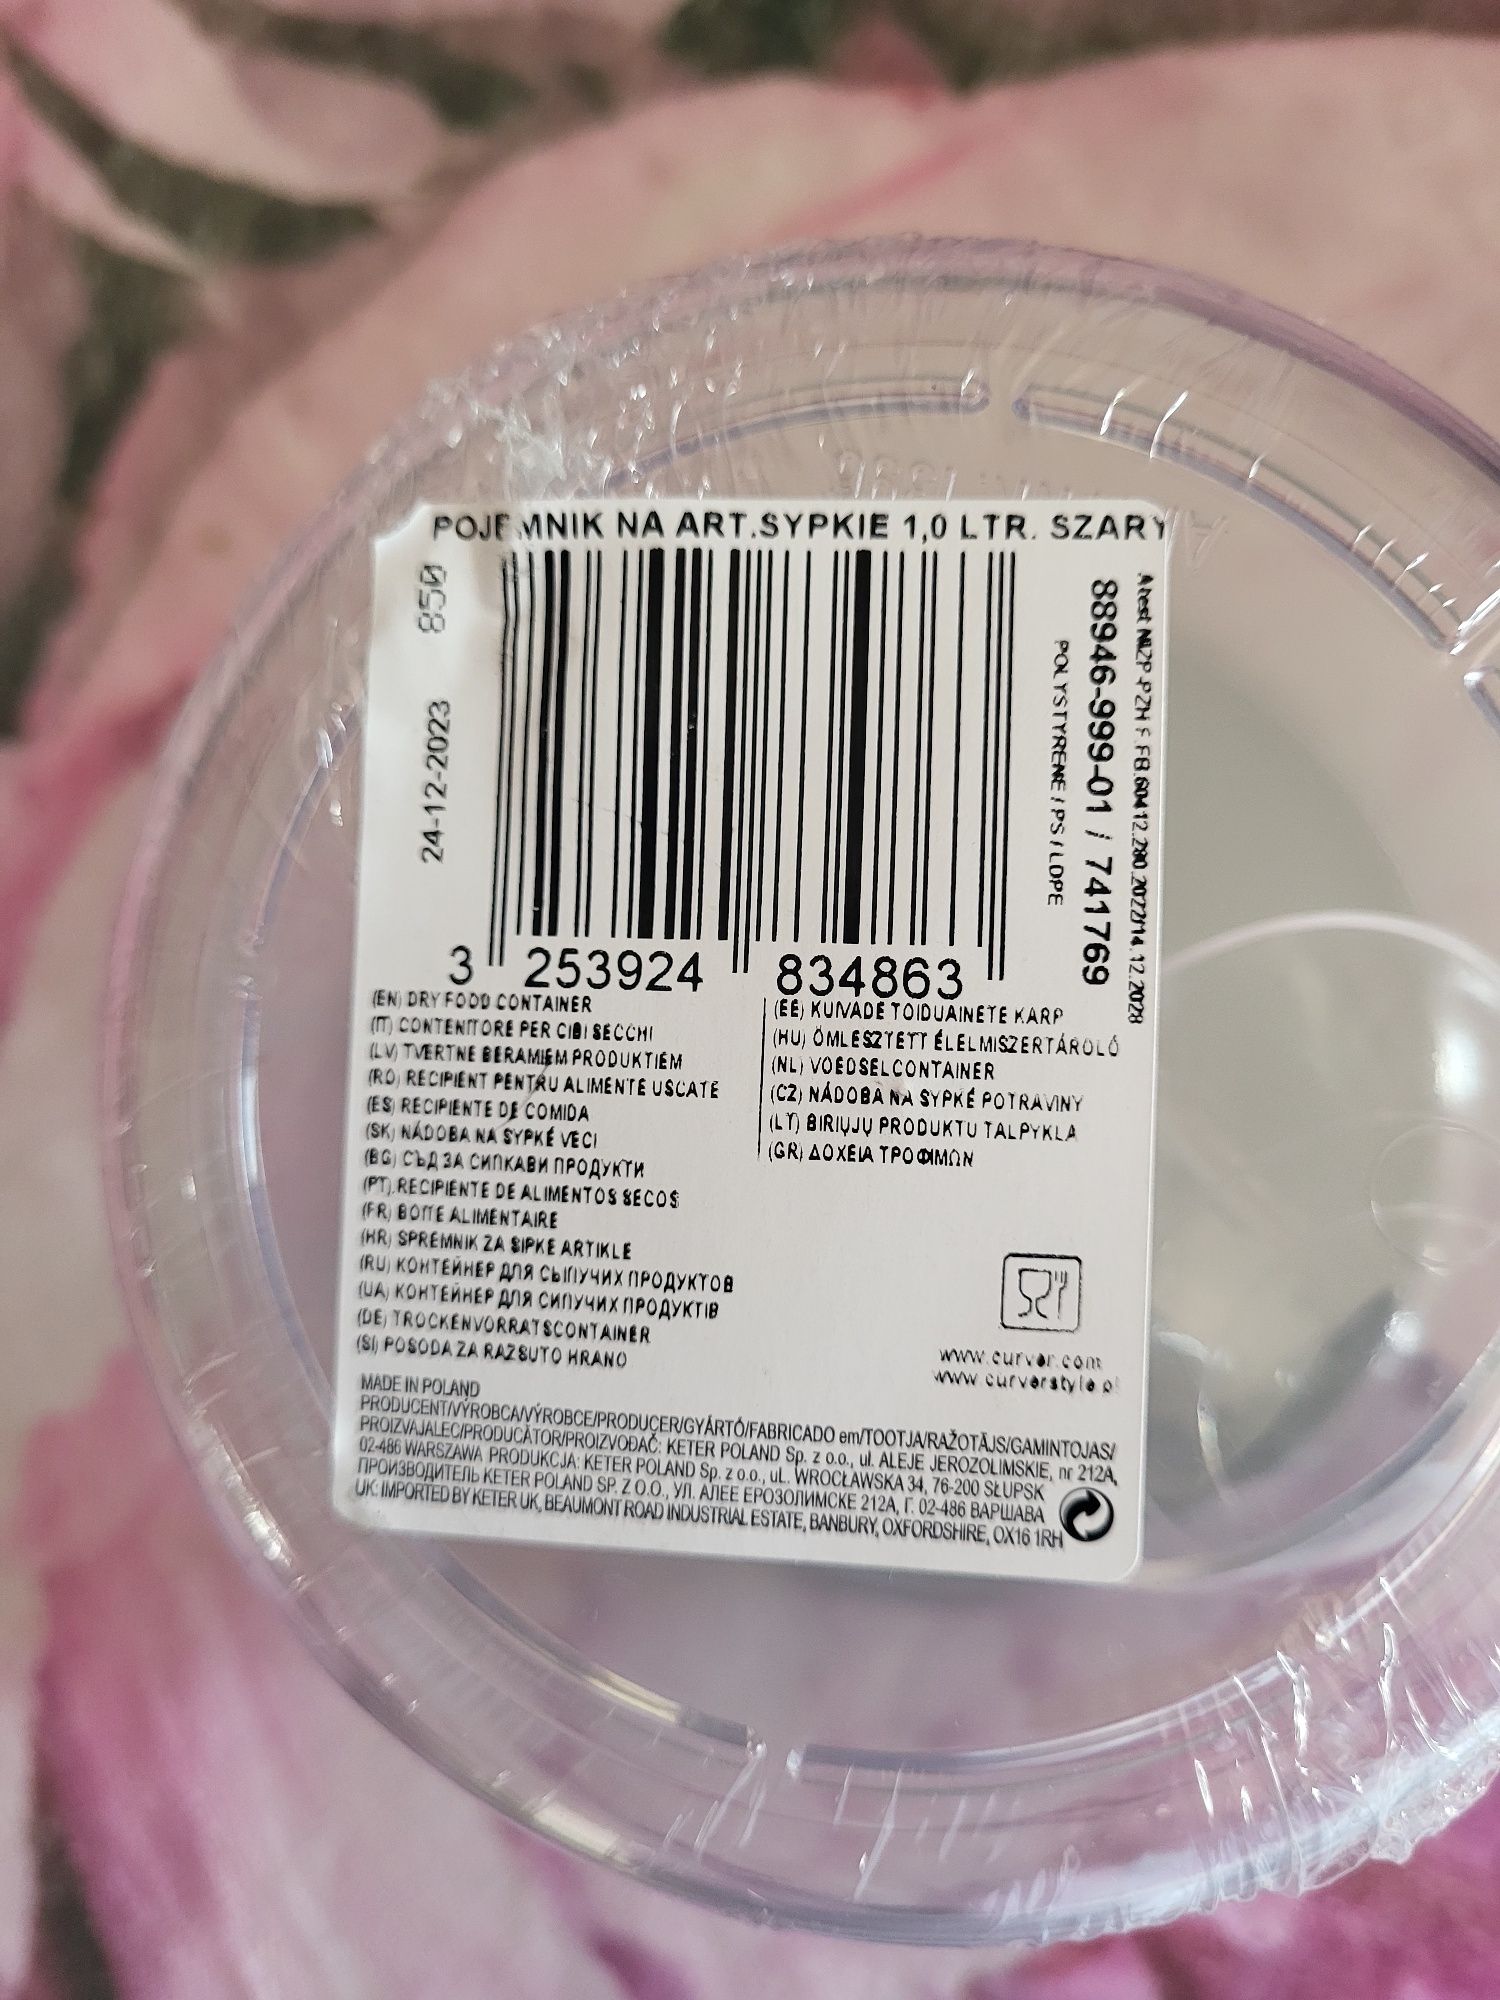 POJEMNIK NA ART.SYPKIE 1,0 LTR. SZARY
850
24-12-2023
88946-999-01 / 741769
POLYSTYRENE / PS / LDPE
3 253924 834863
(EN) DRY FOOD CONTAINER
(IT) CONTENITORE PER CIBI SECCHI
(LV) TVERTNE BERAMIEM PRODUKTIEM
(RO) RECIPIENT PENTRU ALIMENTE USCATE
(ES) RECIPIENTE DE COMIDA
(SK) NÁDOBA NA SYPKÉ VECI
(BG) СЪД ЗА СИПКАВИ ПРОДУКТИ
(PT) RECIPIENTE DE ALIMENTOS SECOS
(FR) BOITE ALIMENTAIRE
(HR) SPREMNIK ZA SIPKE ARTIKLE
(RU) КОНТЕЙНЕР ДЛЯ СЫПУЧИХ ПРОДУКТОВ
(UA) КОНТЕЙНЕР ДЛЯ СИПУЧИХ ПРОДУКТІВ
(DE) TROCKENVORRATSCONTAINER
(SI) POSODA ZA RAZSUTO HRANO
(EE) KUIVADE TOIDUAINETE KARP
(HU) ÖMLESZTETT ÉLELMISZERTÁROLÓ
(NL) VOEDSELCONTAINER
(CZ) NÁDOBA NA SYPKÉ POTRAVINY
(LT) BIRIŲJŲ PRODUKTU TALPYKLA
(GR) ΔΟΧΕΙΑ ΤΡΟΦΙΜΩΝ
www.curver.com
www.curverstyle.pl
MADE IN POLAND
PRODUCENT/VÝROBCA/VÝROBCE/PRODUCER/GYÁRTÓ/FABRICADO em/TOOTJA/RAŽOTĀJS/GAMINTOJAS/
PROIZVAJALEC/PRODUCĂTOR/PROIZVOĐAČ: KETER POLAND Sp. z o.o., ul. ALEJE JEROZOLIMSKIE, nr 212A,
02-486 WARSZAWA PRODUKCJA: KETER POLAND Sp. z o.o., uL. WROCŁAWSKA 34, 76-200 SŁUPSK
ПРОИЗВОДИТЕЛЬ KETER POLAND SP. Z O.O., УЛ. АЛЕЕ ЕРОЗОЛИМСКЕ 212А, Г. 02-486 ВАРШАВА
UK: IMPORTED BY KETER UK, BEAUMONT ROAD INDUSTRIAL ESTATE, BANBURY, OXFORDSHIRE, OX16 1RH